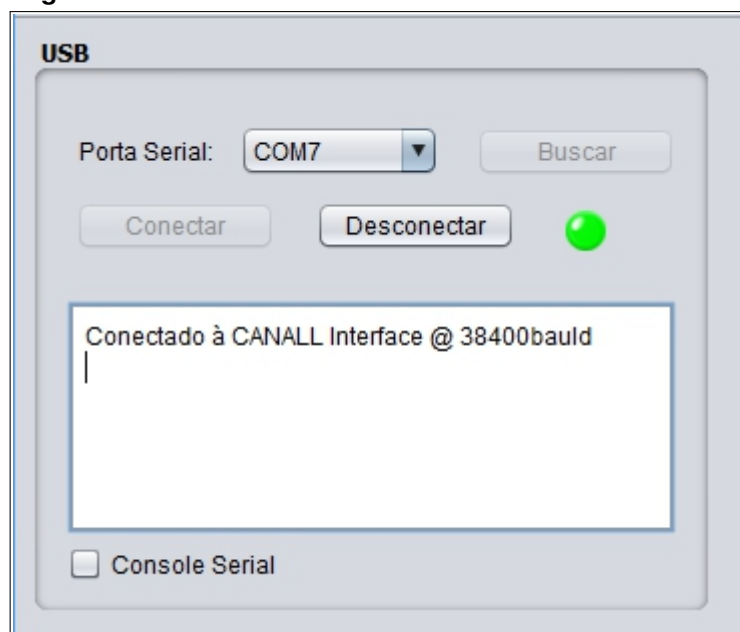 USB
Porta Serial: COM7 Buscar
Conectar Desconectar
Conectado à CANALL Interface @ 38400bauld
Console Serial